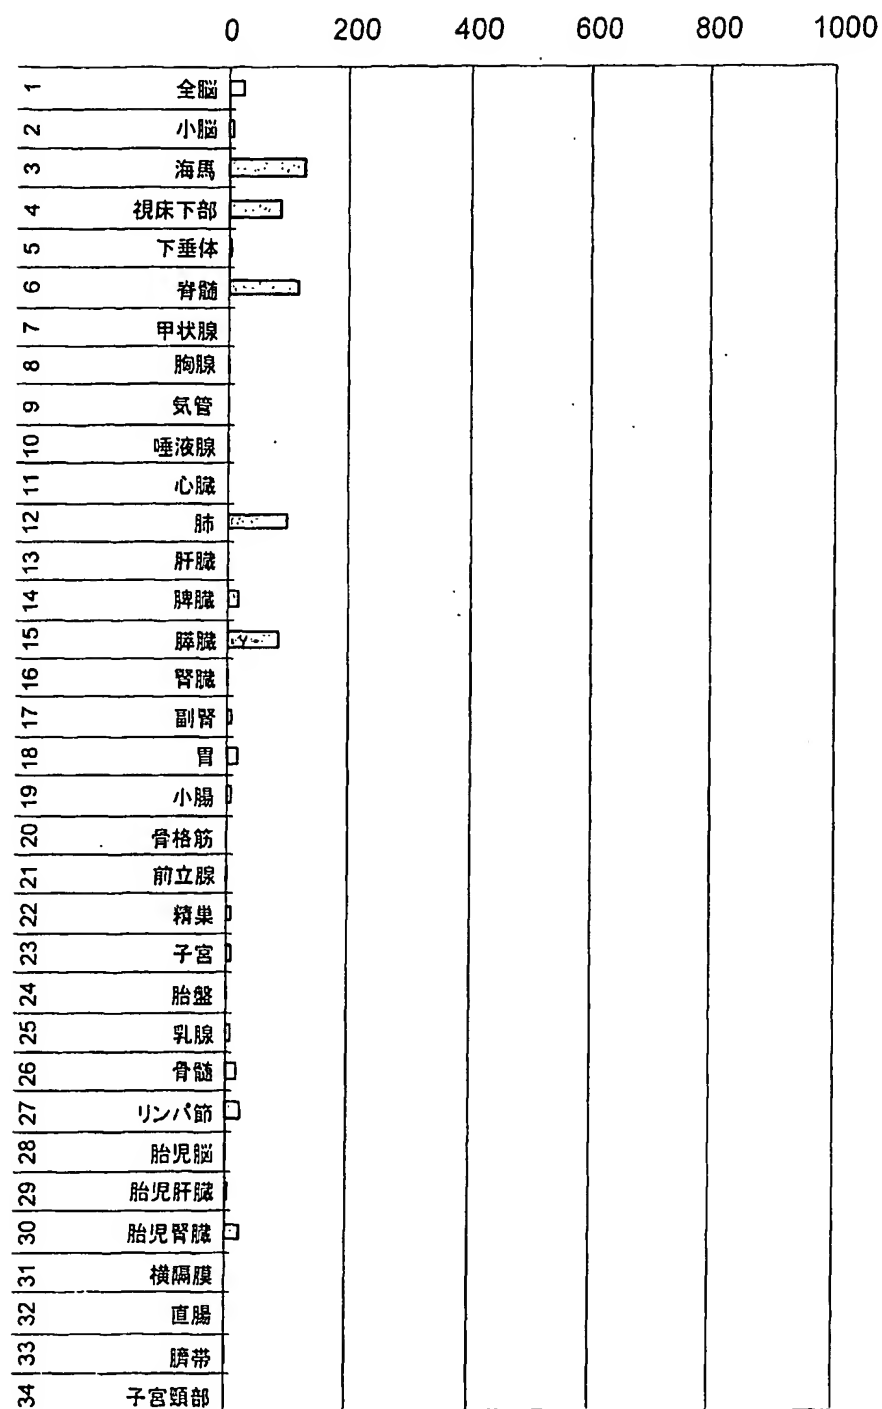 0 200 400 600 800 1000
1 全脳
2 小脳
3 海馬
4 視床下部
5 下垂体
6 脊髄
7 甲状腺
8 胸腺
9 気管
10 唾液腺
11 心臓
12 肺
13 肝臓
14 脾臓
15 膵臓
16 腎臓
17 副腎
18 胃
19 小腸
20 骨格筋
21 前立腺
22 精巣
23 子宮
24 胎盤
25 乳腺
26 骨髄
27 リンパ節
28 胎児脳
29 胎児肝臓
30 胎児腎臓
31 横隔膜
32 直腸
33 臍帯
34 子宮頸部